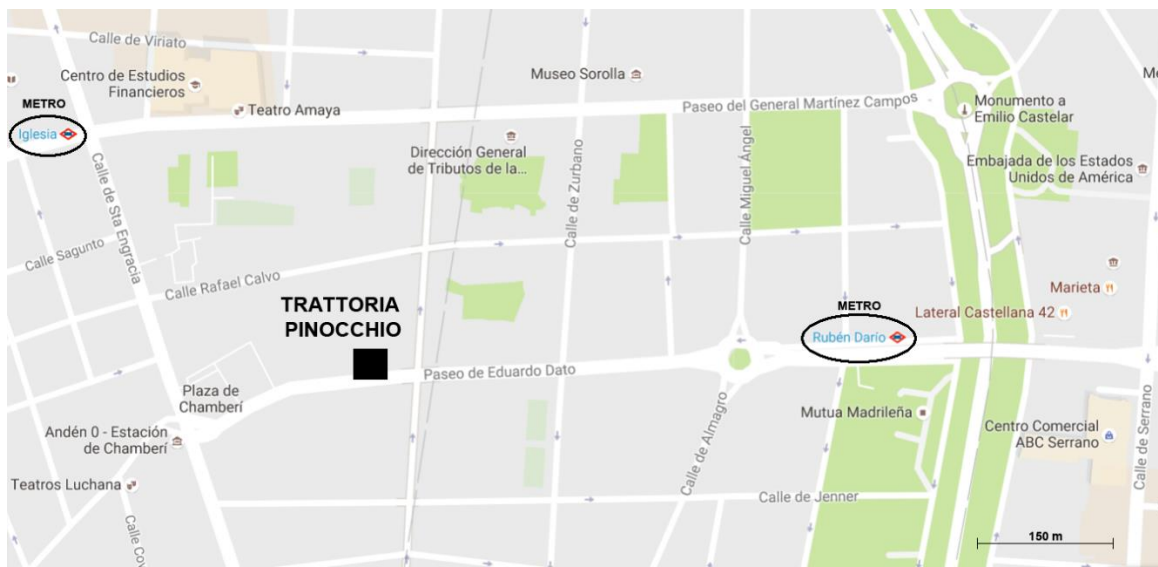 Calle de Viriato
Centro de Estudios
Financieros
Teatro Amaya
Museo Sorolla
Paseo del General Martínez Campos
Monumento a
Emilio Castelar
METRO
Iglesia
Dirección General
de Tributos de la...
Embajada de los Estados
Unidos de América
Calle de Sta Engracia
Calle de Zurbano
Calle Miguel Ángel
Calle Sagunto
Calle Rafael Calvo
TRATTORIA
PINOCCHIO
METRO
Rubén Darío
Marieta
Lateral Castellana 42
Paseo de Eduardo Dato
Plaza de
Chamberí
Andén 0 - Estación
de Chamberí
Teatros Luchana
Calle de Almagro
Mutua Madrileña
Centro Comercial
ABC Serrano
Calle de Serrano
Calle de Jenner
150 m